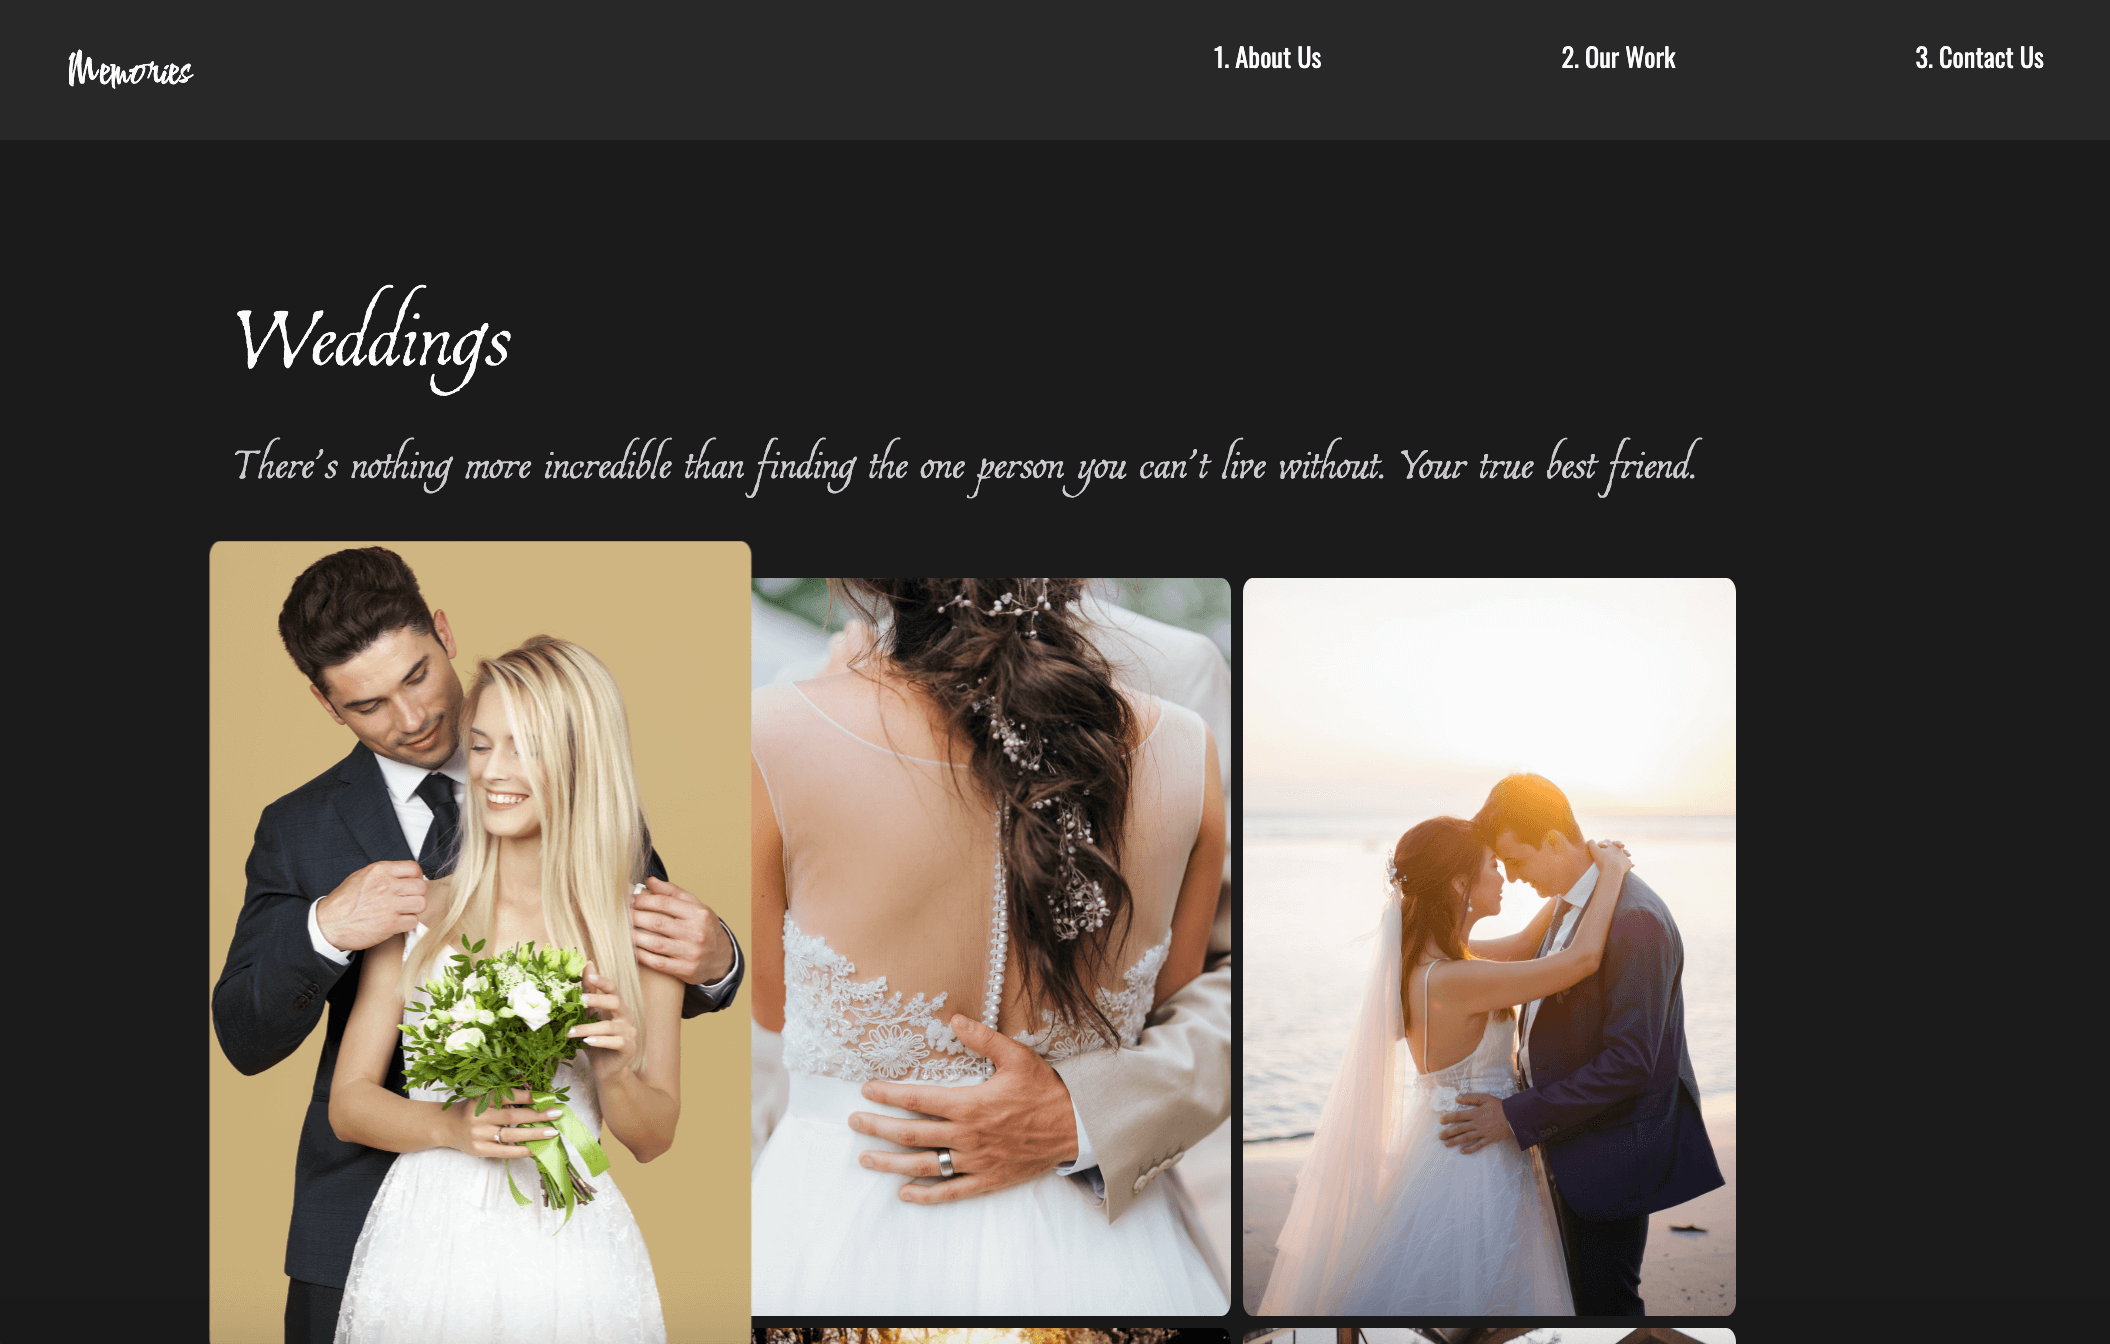 Memories
1. About Us
2. Our Work
3. Contact Us
Weddings
There's nothing more incredible than finding the one person you can't live without. Your true best friend.